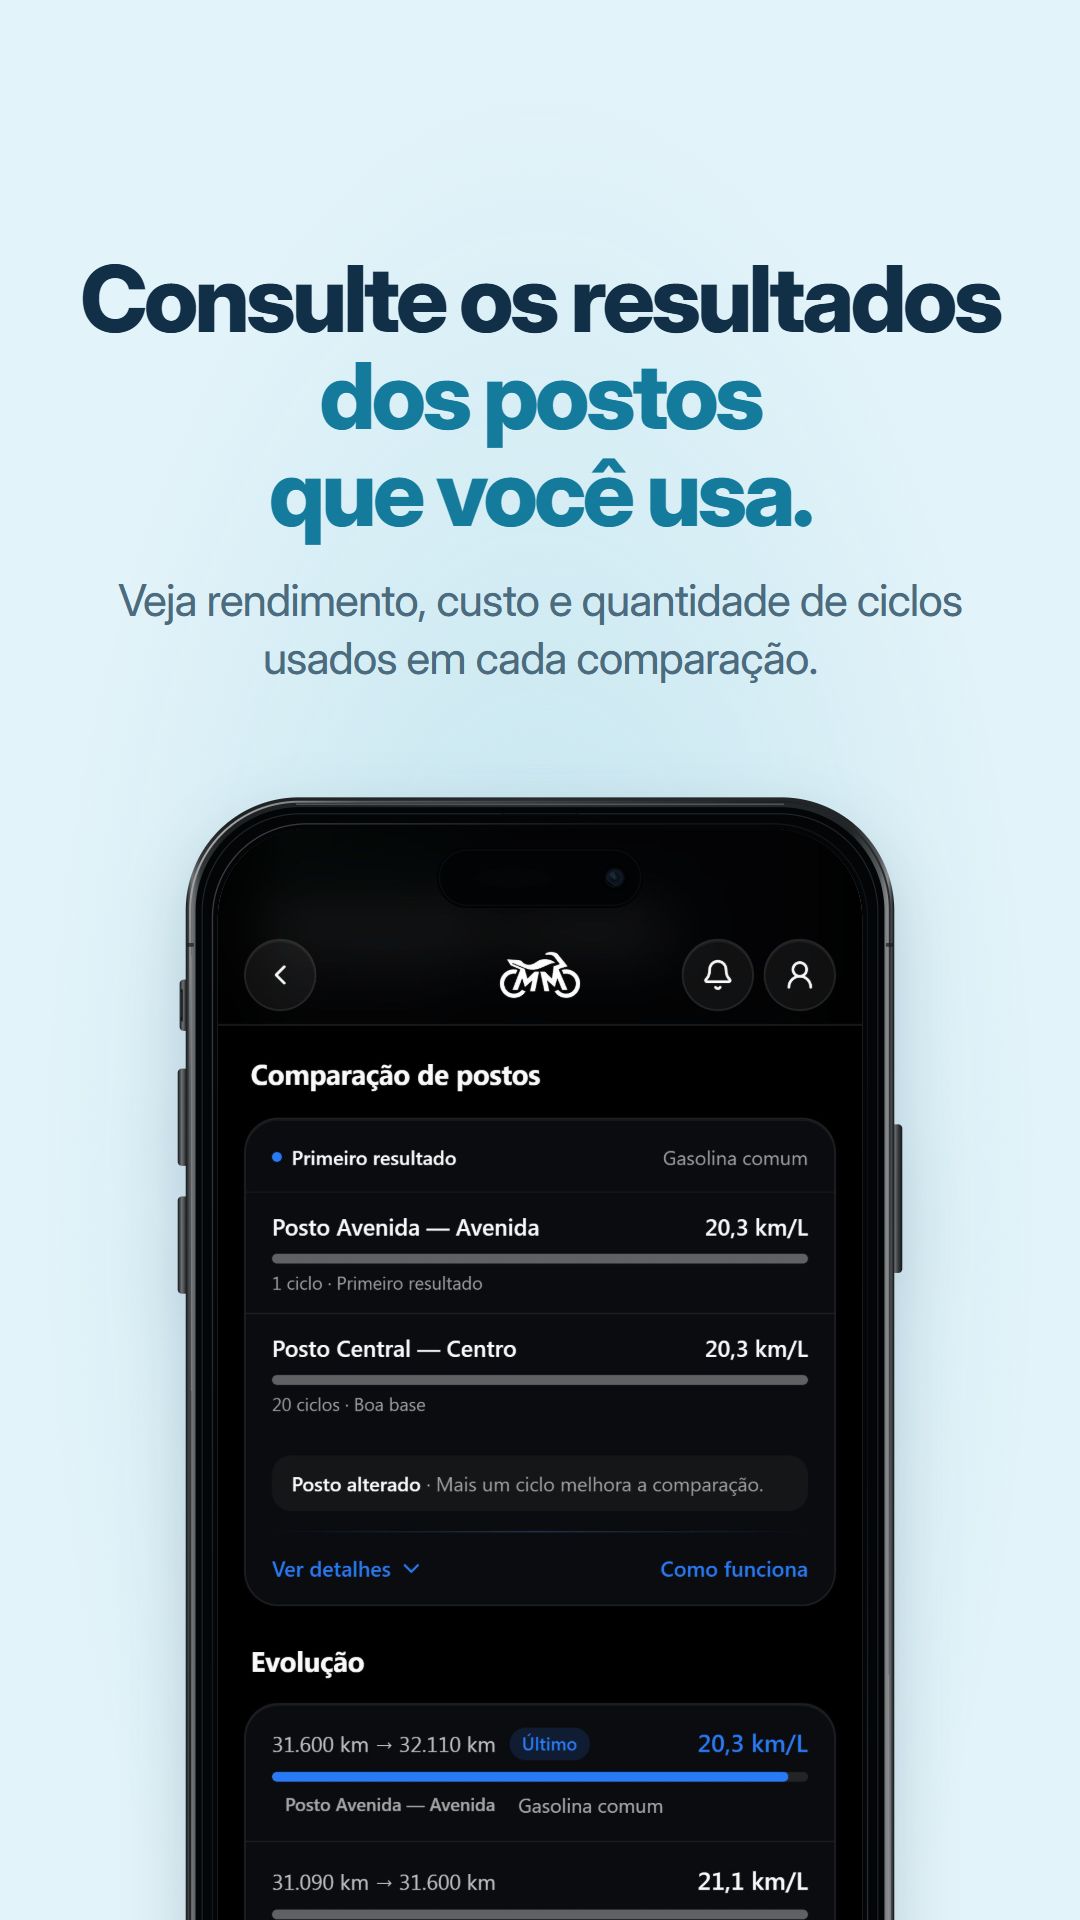 Consulte os resultados
dos postos
que você usa.
Veja rendimento, custo e quantidade de ciclos
usados em cada comparação.
MM
Comparação de postos
Primeiro resultado Gasolina comum
Posto Avenida — Avenida 20,3 km/L
1 ciclo · Primeiro resultado
Posto Central — Centro 20,3 km/L
20 ciclos · Boa base
Posto alterado · Mais um ciclo melhora a comparação.
Ver detalhes Como funciona
Evolução
31.600 km → 32.110 km Último 20,3 km/L
Posto Avenida — Avenida Gasolina comum
31.090 km → 31.600 km 21,1 km/L